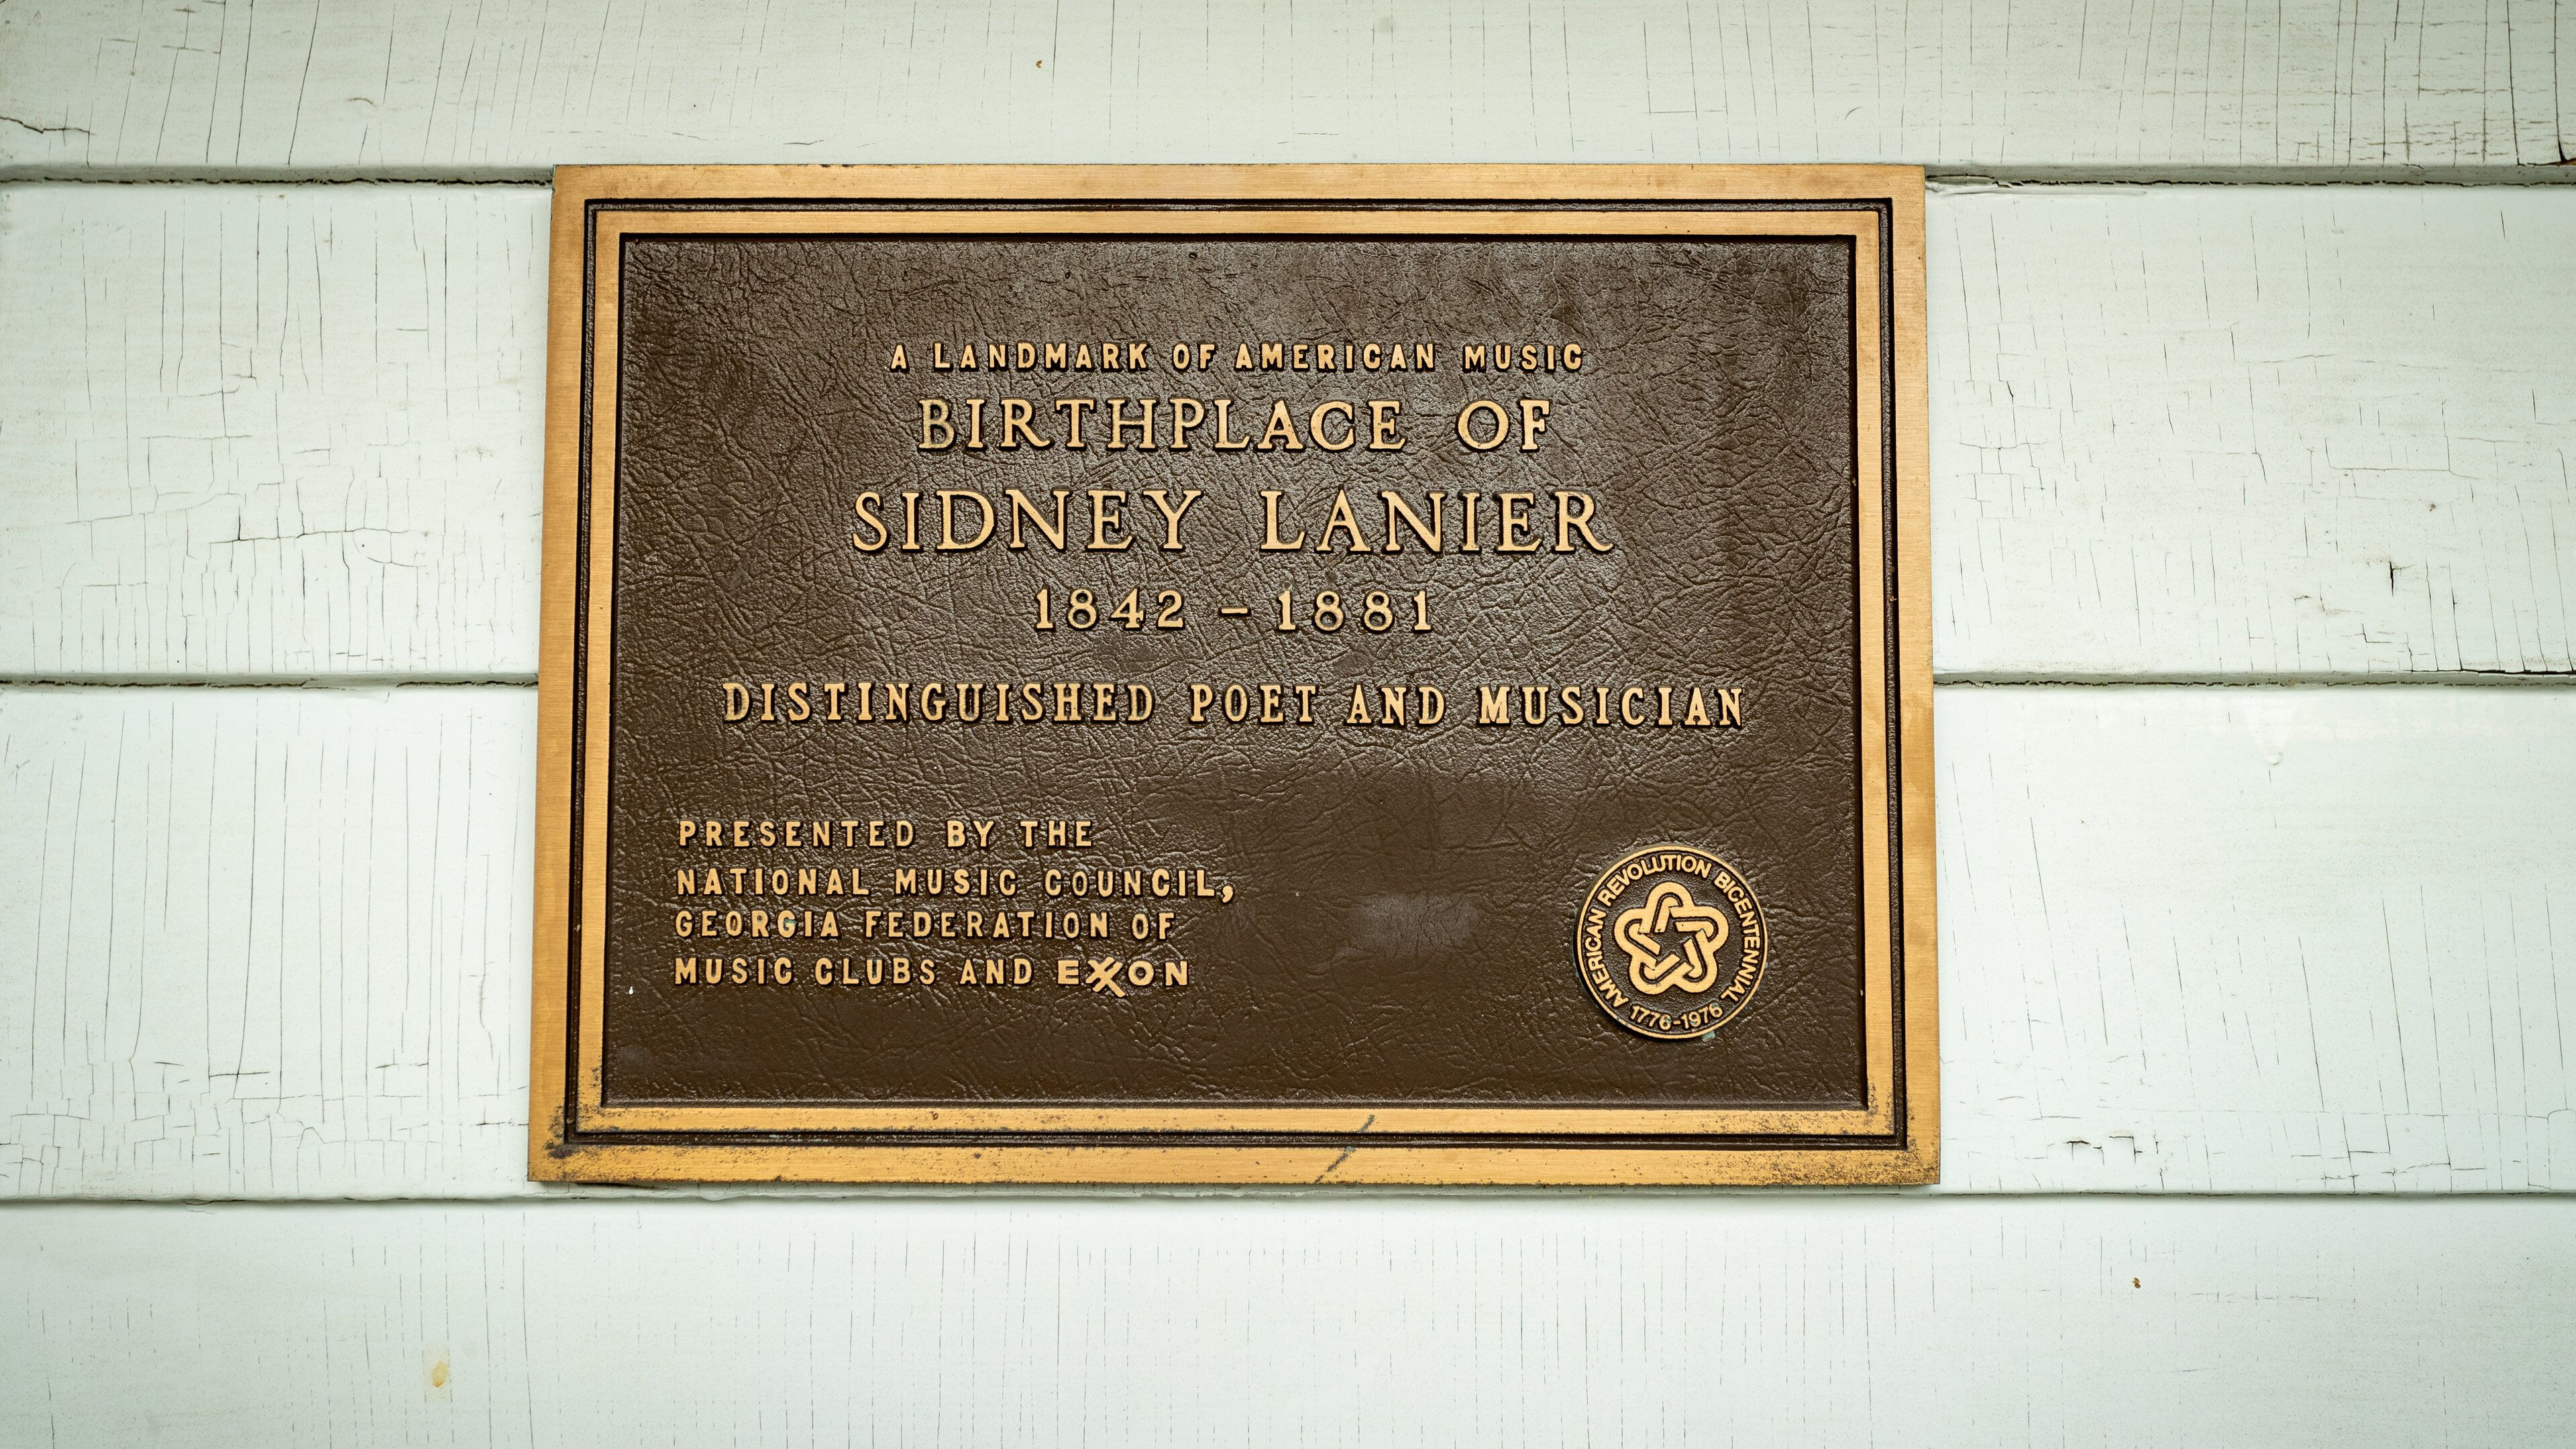 A LANDMARK OF AMERICAN MUSIC
BIRTHPLACE OF
SIDNEY LANIER
1842 – 1881
DISTINGUISHED POET AND MUSICIAN
PRESENTED BY THE
NATIONAL MUSIC COUNCIL,
GEORGIA FEDERATION OF
MUSIC CLUBS AND EXXON
AMERICAN REVOLUTION BICENTENNIAL
1776-1976